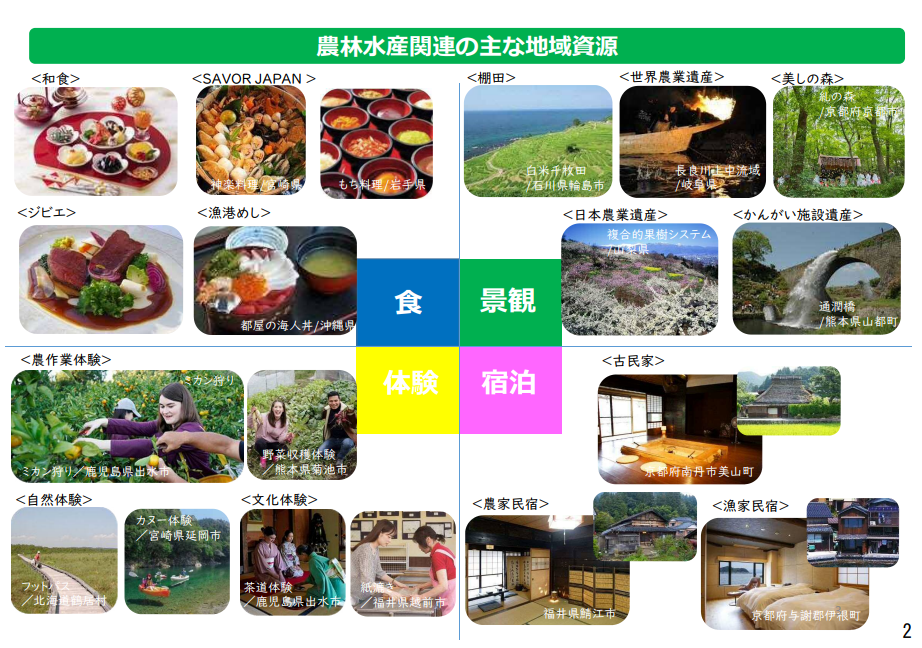 農林水産関連の主な地域資源
<和食>
<SAVOR JAPAN >
神楽料理/宮崎県
もち料理/岩手県
<ジビエ>
<漁港めし>
都屋の海人丼/沖縄県
食
<棚田>
白米千枚田
/石川県輪島市
<世界農業遺産>
長良川上中流域
/岐阜県
<美しの森>
糺の森
/京都府京都市
<日本農業遺産>
複合的果樹システム
/山梨県
<かんがい施設遺産>
通潤橋
/熊本県山都町
景観
体験
<農作業体験>
ミカン狩り
ミカン狩り／鹿児島県出水市
野菜収穫体験
／熊本県菊池市
<自然体験>
フットパス
／北海道鶴居村
カヌー体験
／宮崎県延岡市
<文化体験>
茶道体験
／鹿児島県出水市
紙漉き
／福井県越前市
宿泊
<古民家>
京都府南丹市美山町
<農家民宿>
福井県鯖江市
<漁家民宿>
京都府与謝郡伊根町
2